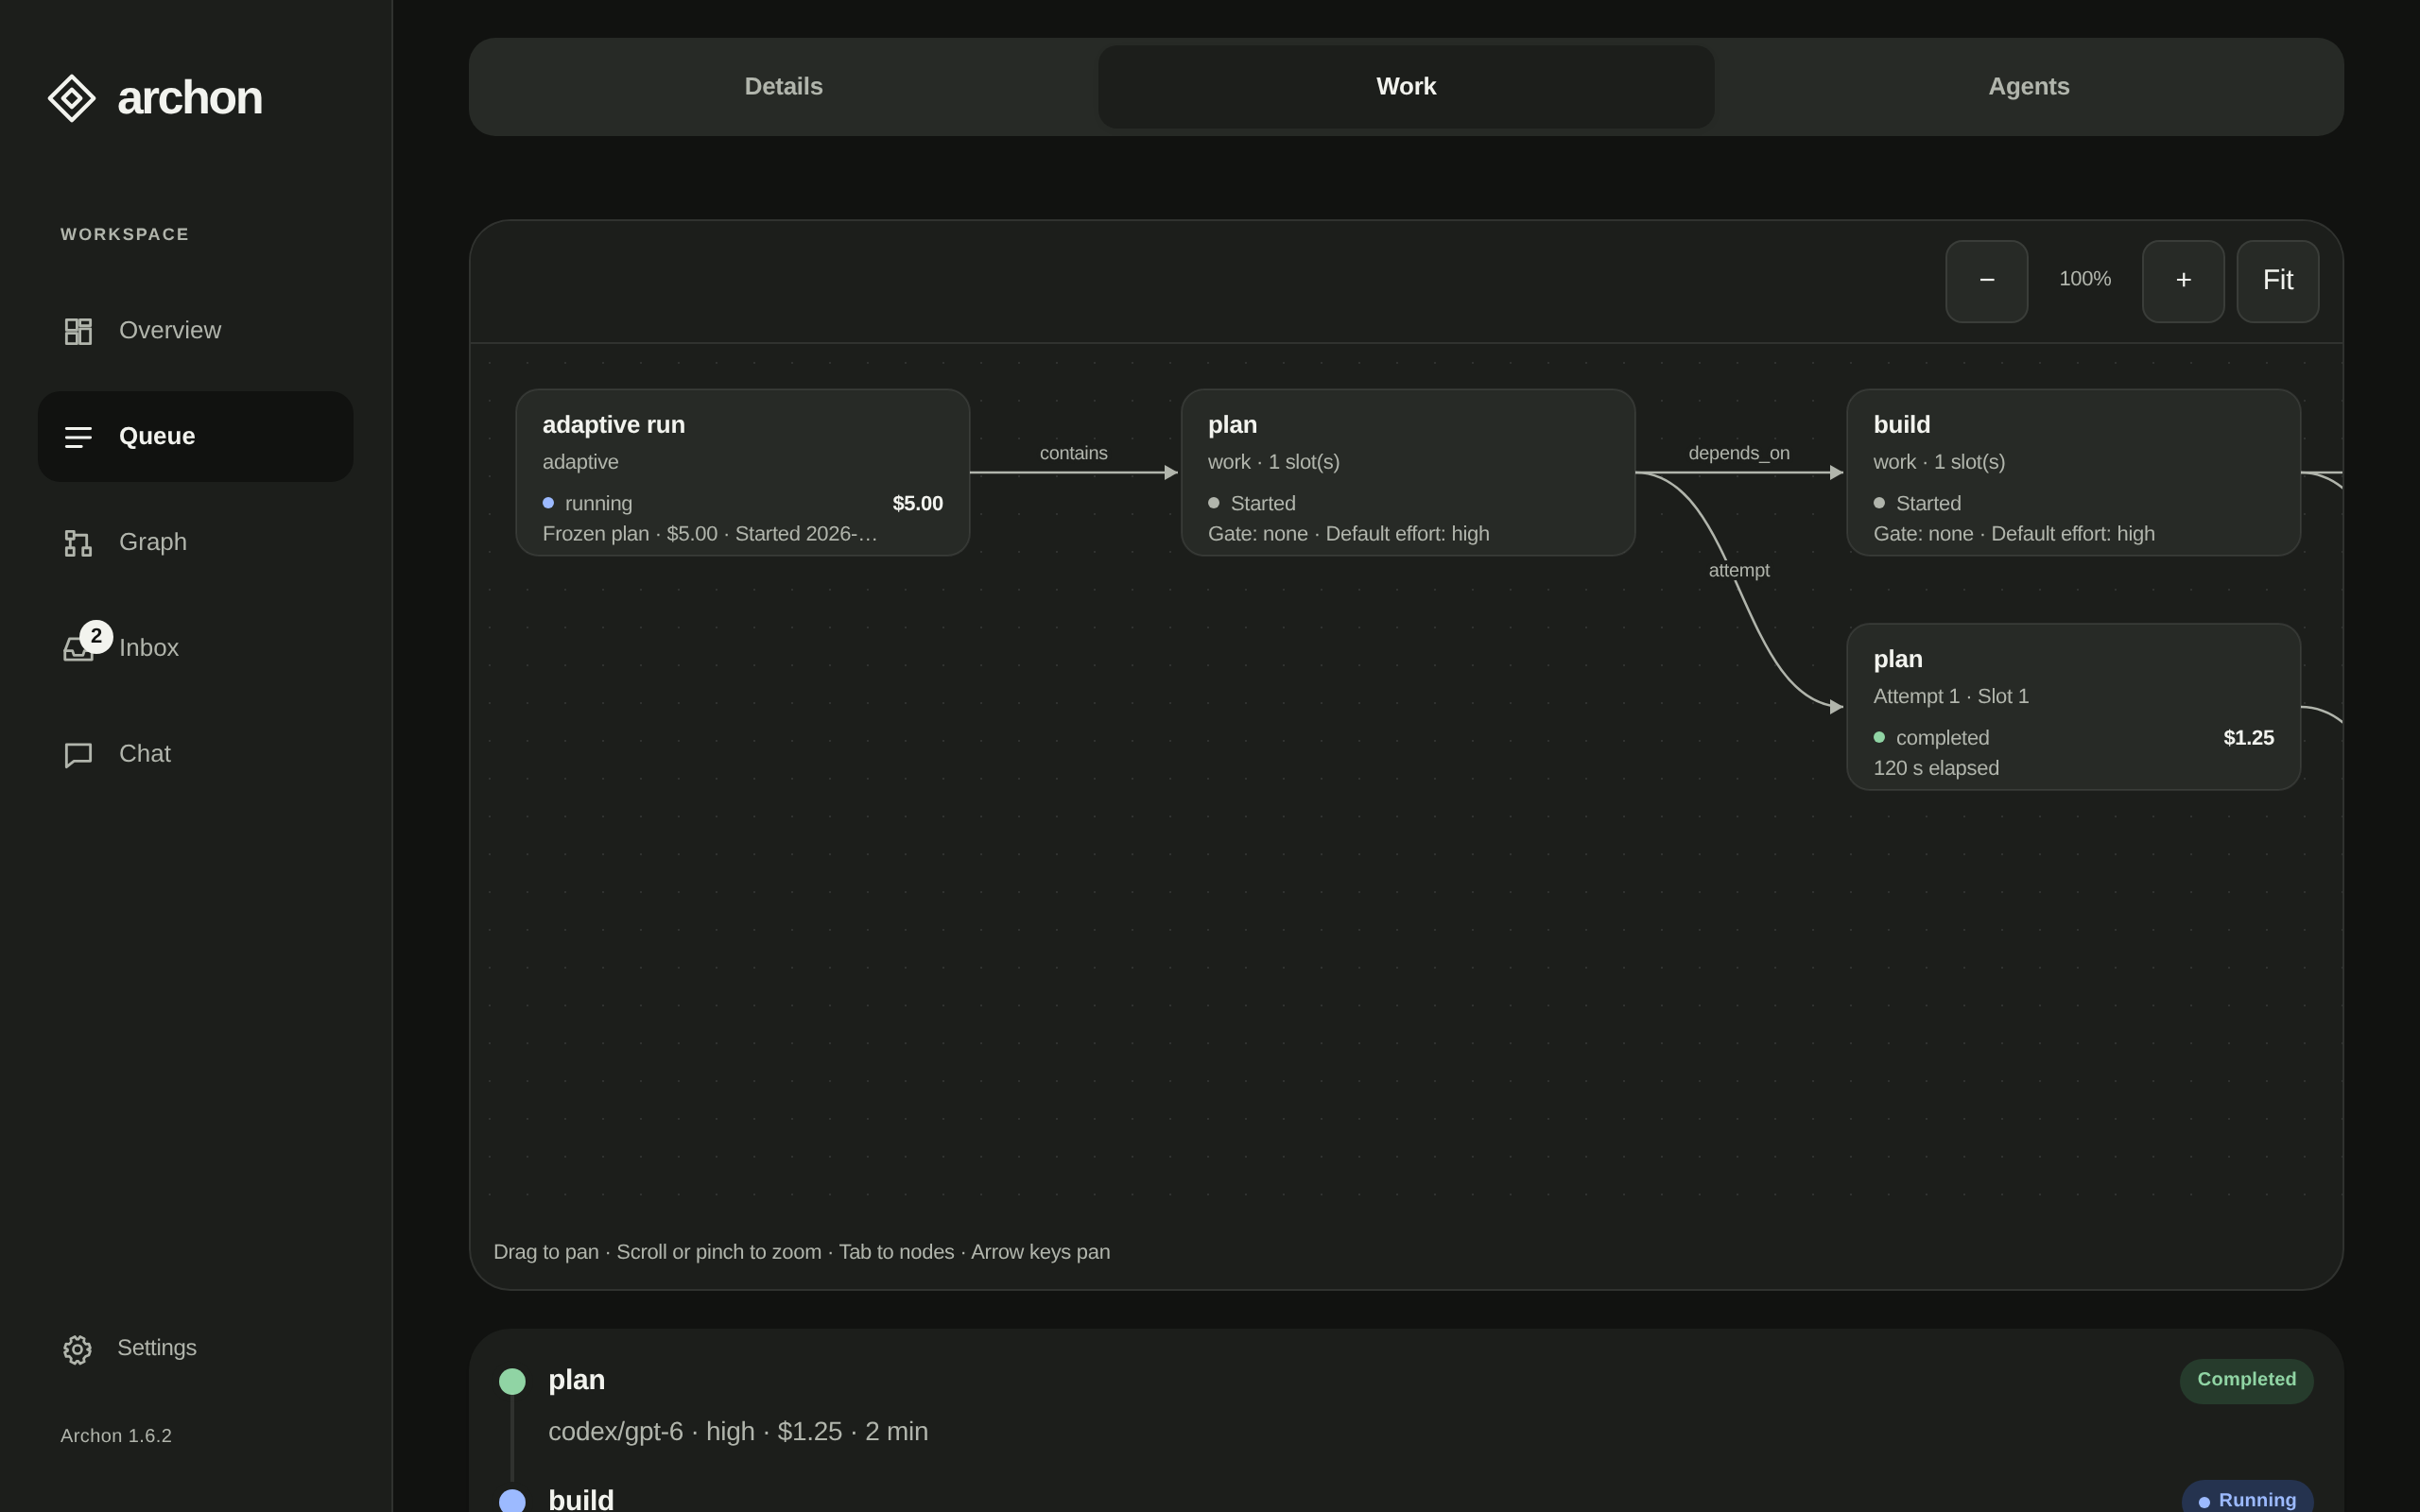 archon
WORKSPACE
Overview
Queue
Graph
2
Inbox
Chat
Settings
Archon 1.6.2
Details
Work
Agents
−
100%
+
Fit
adaptive run
adaptive
running
$5.00
Frozen plan · $5.00 · Started 2026-…
contains
plan
work · 1 slot(s)
Started
Gate: none · Default effort: high
depends_on
attempt
build
work · 1 slot(s)
Started
Gate: none · Default effort: high
plan
Attempt 1 · Slot 1
completed
$1.25
120 s elapsed
Drag to pan · Scroll or pinch to zoom · Tab to nodes · Arrow keys pan
plan
Completed
codex/gpt-6 · high · $1.25 · 2 min
build
Running